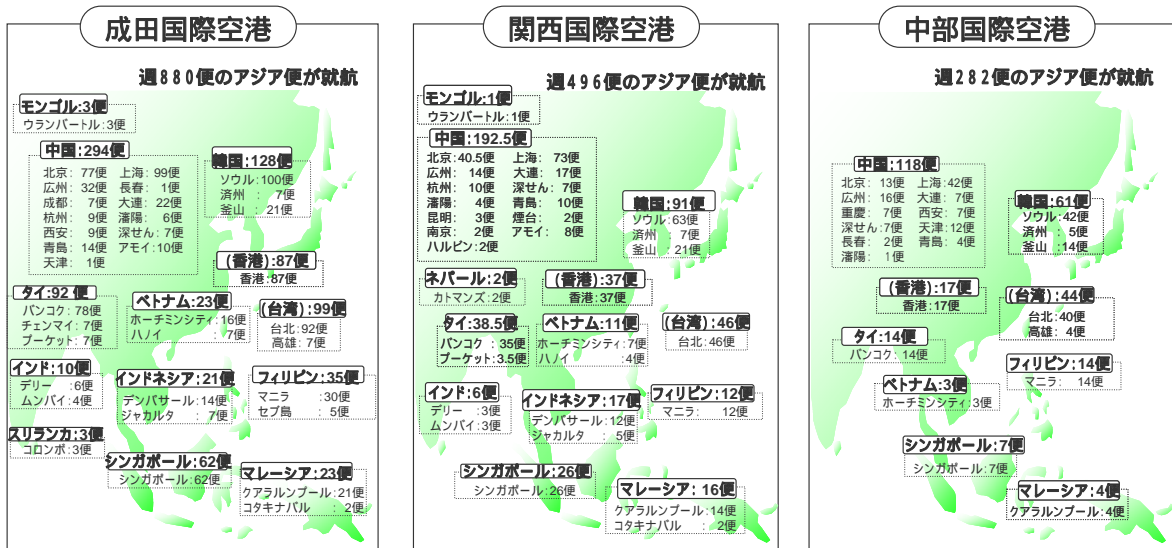 成田国際空港
週880便のアジア便が就航
モンゴル:3便
ウランバートル:3便
中国:294便
北京: 77便 上海:99便
広州: 32便 長春: 1便
成都: 7便 大連:22便
杭州: 9便 瀋陽: 6便
西安: 9便 深せん:7便
青島: 14便 アモイ:10便
天津: 1便
韓国:128便
ソウル:100便
済州 : 7便
釜山 : 21便
(香港):87便
香港:87便
タイ:92便
バンコク: 78便
チェンマイ: 7便
プーケット: 7便
ベトナム:23便
ホーチミンシティ:16便
ハノイ : 7便
(台湾):99便
台北:92便
高雄: 7便
インド:10便
デリー :6便
ムンバイ:4便
インドネシア:21便
デンパサール:14便
ジャカルタ : 7便
フィリピン:35便
マニラ :30便
セブ島 : 5便
スリランカ:3便
コロンボ:3便
シンガポール:62便
シンガポール:62便
マレーシア:23便
クアラルンプール:21便
コタキナバル : 2便
関西国際空港
週496便のアジア便が就航
モンゴル:1便
ウランバートル:1便
中国:192.5便
北京:40.5便 上海: 73便
広州: 14便 大連: 17便
杭州: 10便 深せん: 7便
瀋陽: 4便 青島: 10便
昆明: 3便 煙台: 2便
南京: 2便 アモイ: 8便
ハルビン:2便
韓国:91便
ソウル:63便
済州 : 7便
釜山 : 21便
ネパール:2便
カトマンズ:2便
(香港):37便
香港:37便
タイ:38.5便
バンコク : 35便
プーケット:3.5便
ベトナム:11便
ホーチミンシティ:7便
ハノイ :4便
(台湾):46便
台北:46便
インド:6便
デリー :3便
ムンバイ:3便
インドネシア:17便
デンパサール:12便
ジャカルタ : 5便
フィリピン:12便
マニラ: 12便
シンガポール:26便
シンガポール:26便
マレーシア:16便
クアラルンプール:14便
コタキナバル : 2便
中部国際空港
週282便のアジア便が就航
中国:118便
北京: 13便 上海:42便
広州: 16便 大連: 7便
重慶: 7便 西安: 7便
深せん:7便 天津:12便
長春: 2便 青島: 4便
瀋陽: 1便
韓国:61便
ソウル:42便
済州 : 5便
釜山 :14便
(香港):17便
香港:17便
(台湾):44便
台北:40便
高雄: 4便
タイ:14便
バンコク: 14便
フィリピン:14便
マニラ: 14便
ベトナム:3便
ホーチミンシティ:3便
シンガポール:7便
シンガポール:7便
マレーシア:4便
クアラルンプール:4便